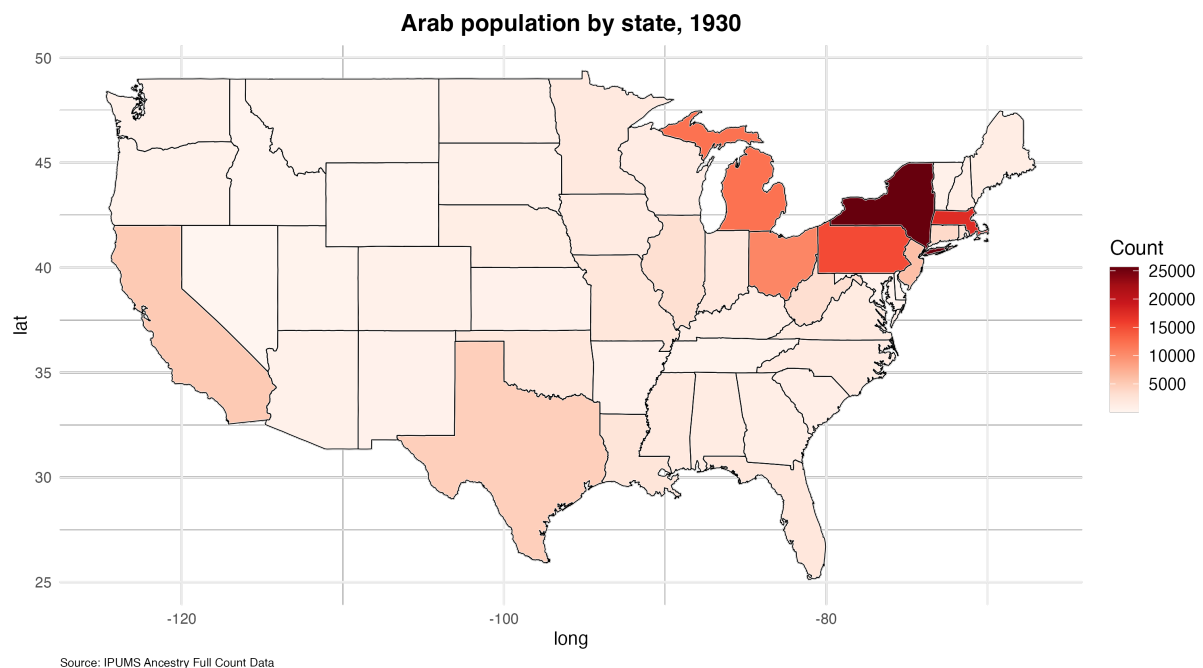 Arab population by state, 1930
50
45
40
35
30
25
lat
-120
-100
-80
long
Count
25000
20000
15000
10000
5000
Source: IPUMS Ancestry Full Count Data